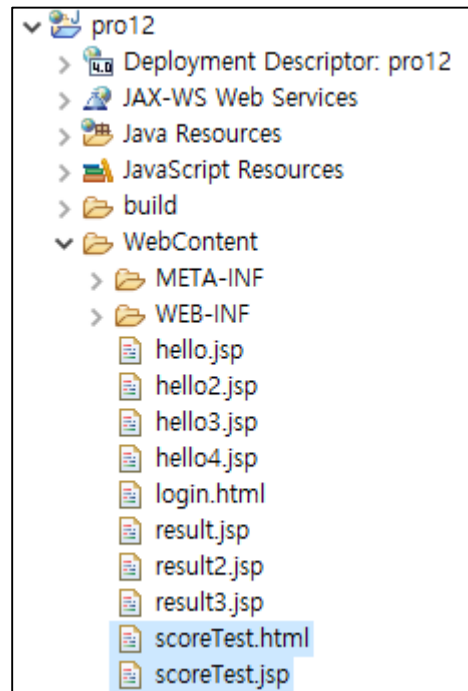 pro12
Deployment Descriptor: pro12
JAX-WS Web Services
Java Resources
JavaScript Resources
build
WebContent
META-INF
WEB-INF
hello.jsp
hello2.jsp
hello3.jsp
hello4.jsp
login.html
result.jsp
result2.jsp
result3.jsp
scoreTest.html
scoreTest.jsp